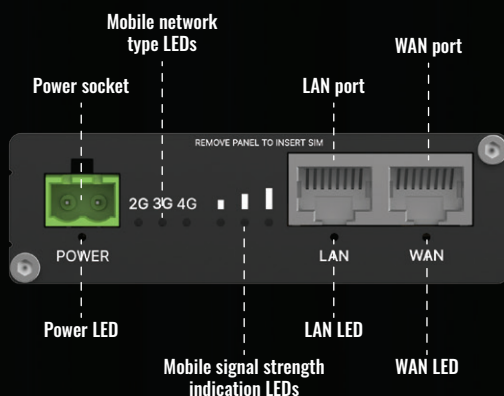 Mobile network
type LEDs
WAN port
Power socket
LAN port
REMOVE PANEL TO INSERT SIM
2G 3G 4G
POWER
LAN
WAN
Power LED
LAN LED
Mobile signal strength
indication LEDs
WAN LED